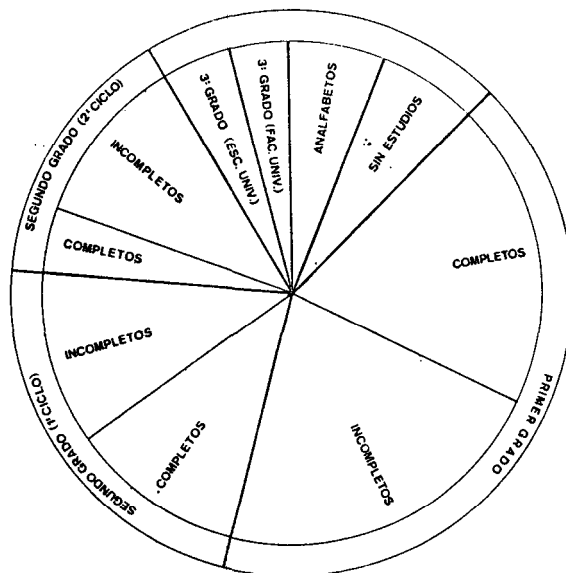 ANALFABETOS
SIN ESTUDIOS
COMPLETOS
PRIMER GRADO
INCOMPLETOS
COMPLETOS
SEGUNDO GRADO (1º CICLO)
INCOMPLETOS
COMPLETOS
SEGUNDO GRADO (2º CICLO)
INCOMPLETOS
3º GRADO (ESC. UNIV.)
3º GRADO (FAC. UNIV.)